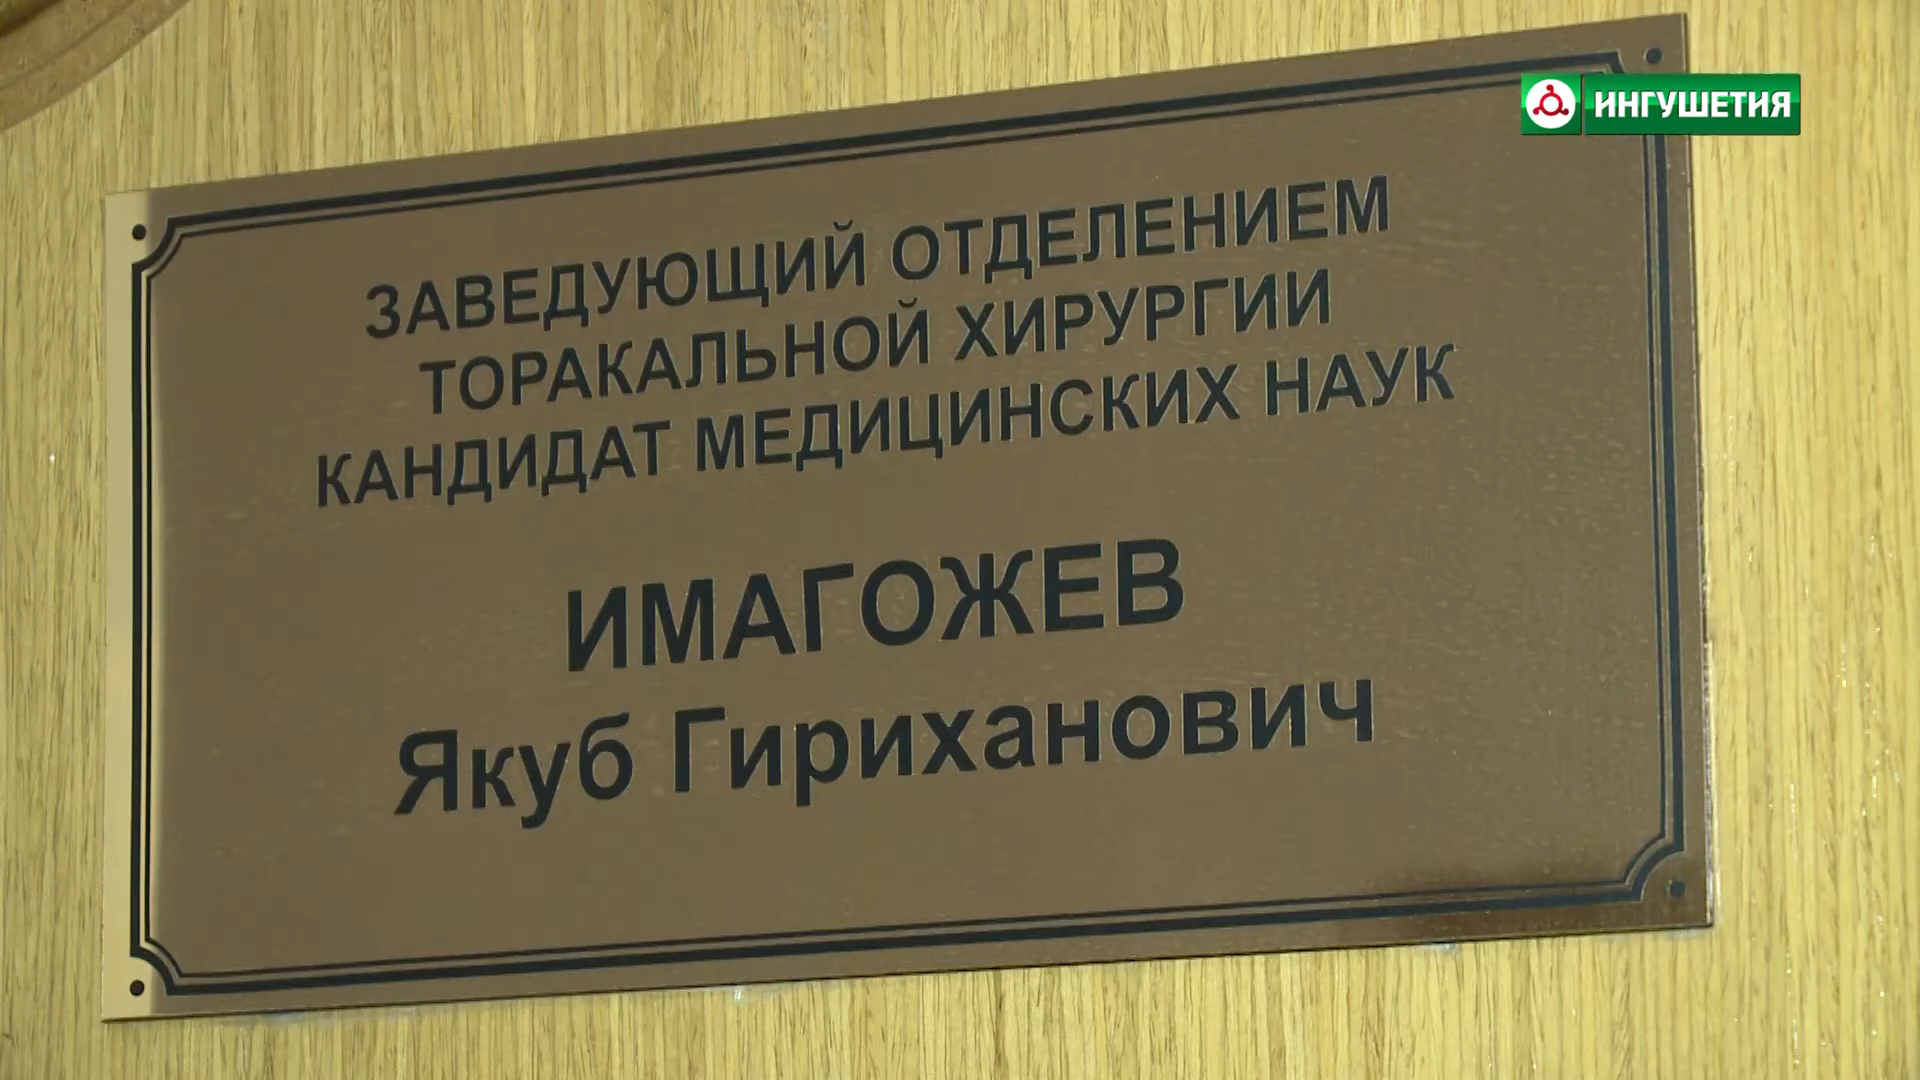 ИНГУШЕТИЯ
ЗАВЕДУЮЩИЙ ОТДЕЛЕНИЕМ
ТОРАКАЛЬНОЙ ХИРУРГИИ
КАНДИДАТ МЕДИЦИНСКИХ НАУК
ИМАГОЖЕВ
Якуб Гириханович